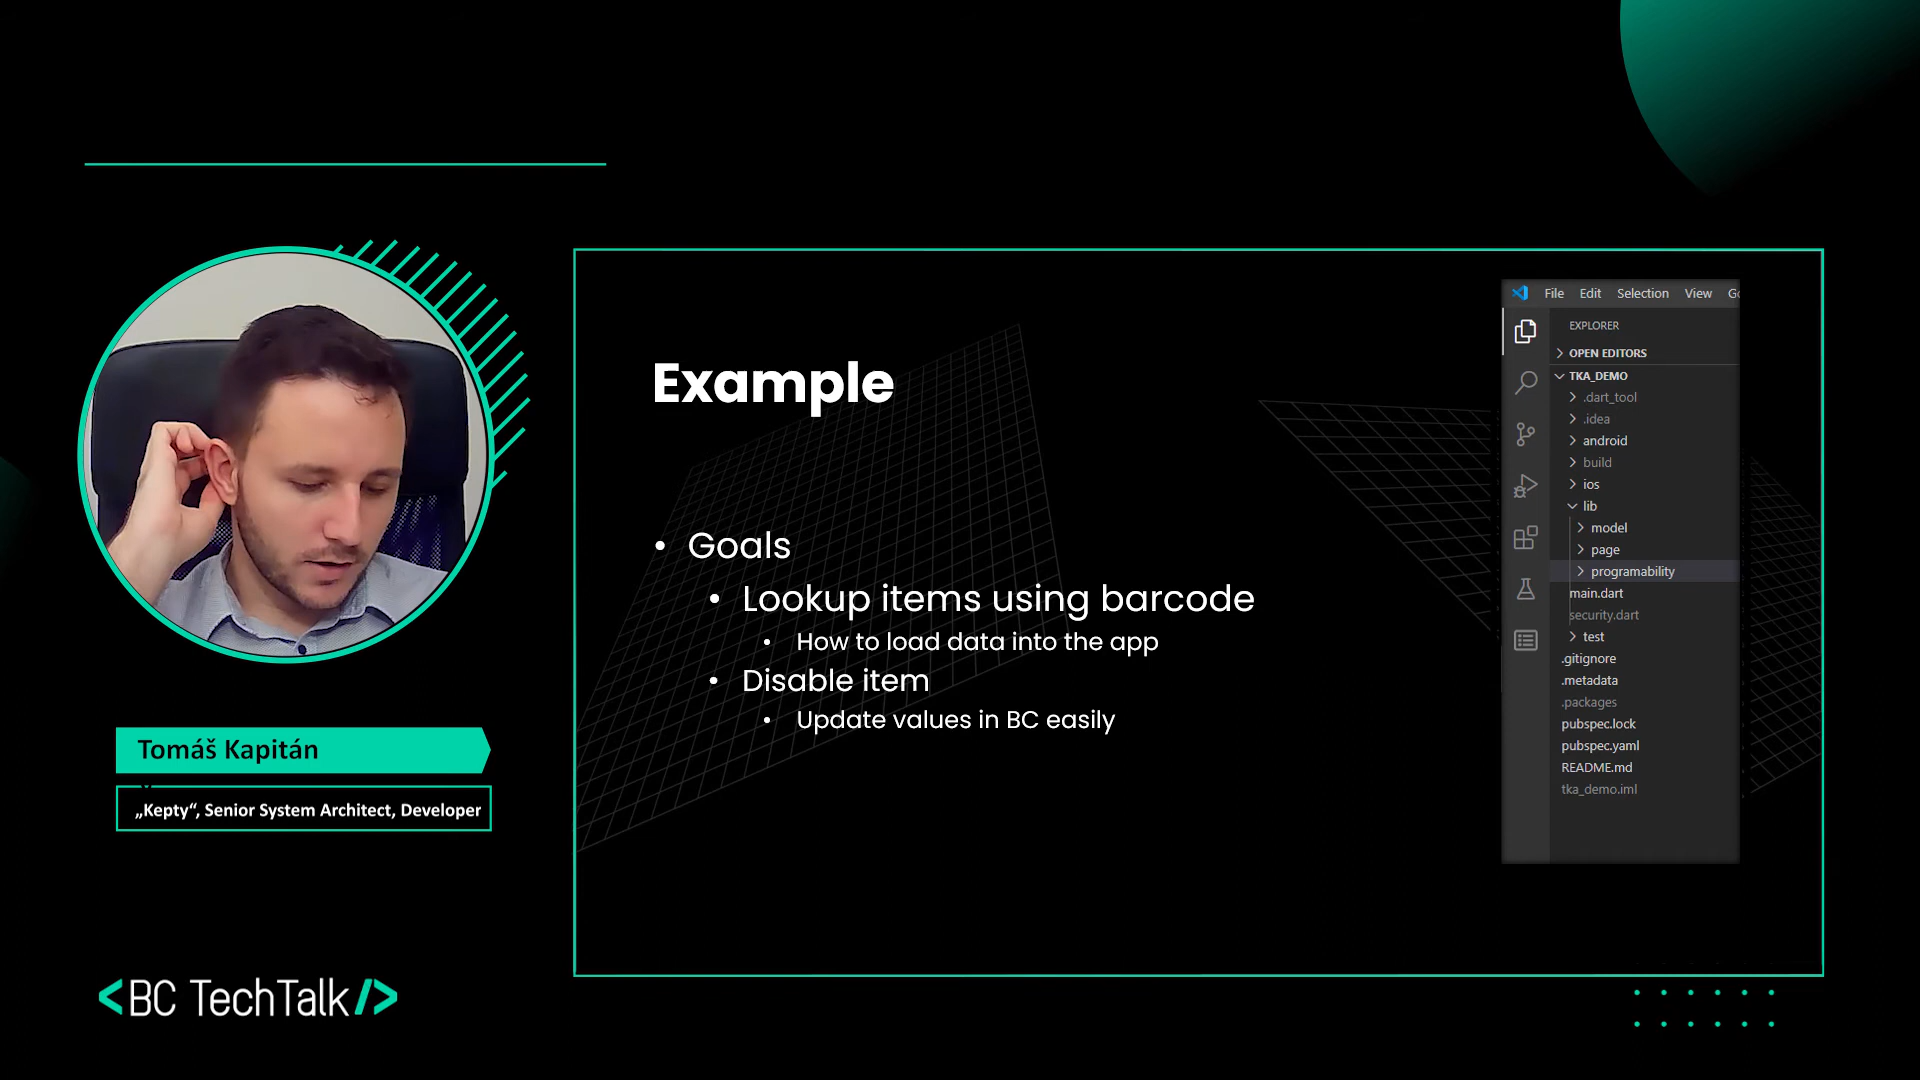 Tomáš Kapitán
„Kepty“, Senior System Architect, Developer
<BC TechTalk/>
Example
• Goals
• Lookup items using barcode
• How to load data into the app
• Disable item
• Update values in BC easily
File Edit Selection View
EXPLORER
OPEN EDITORS
TKA_DEMO
.dart_tool
.idea
android
build
ios
lib
model
page
programability
main.dart
security.dart
test
.gitignore
.metadata
.packages
pubspec.lock
pubspec.yaml
README.md
tka_demo.iml